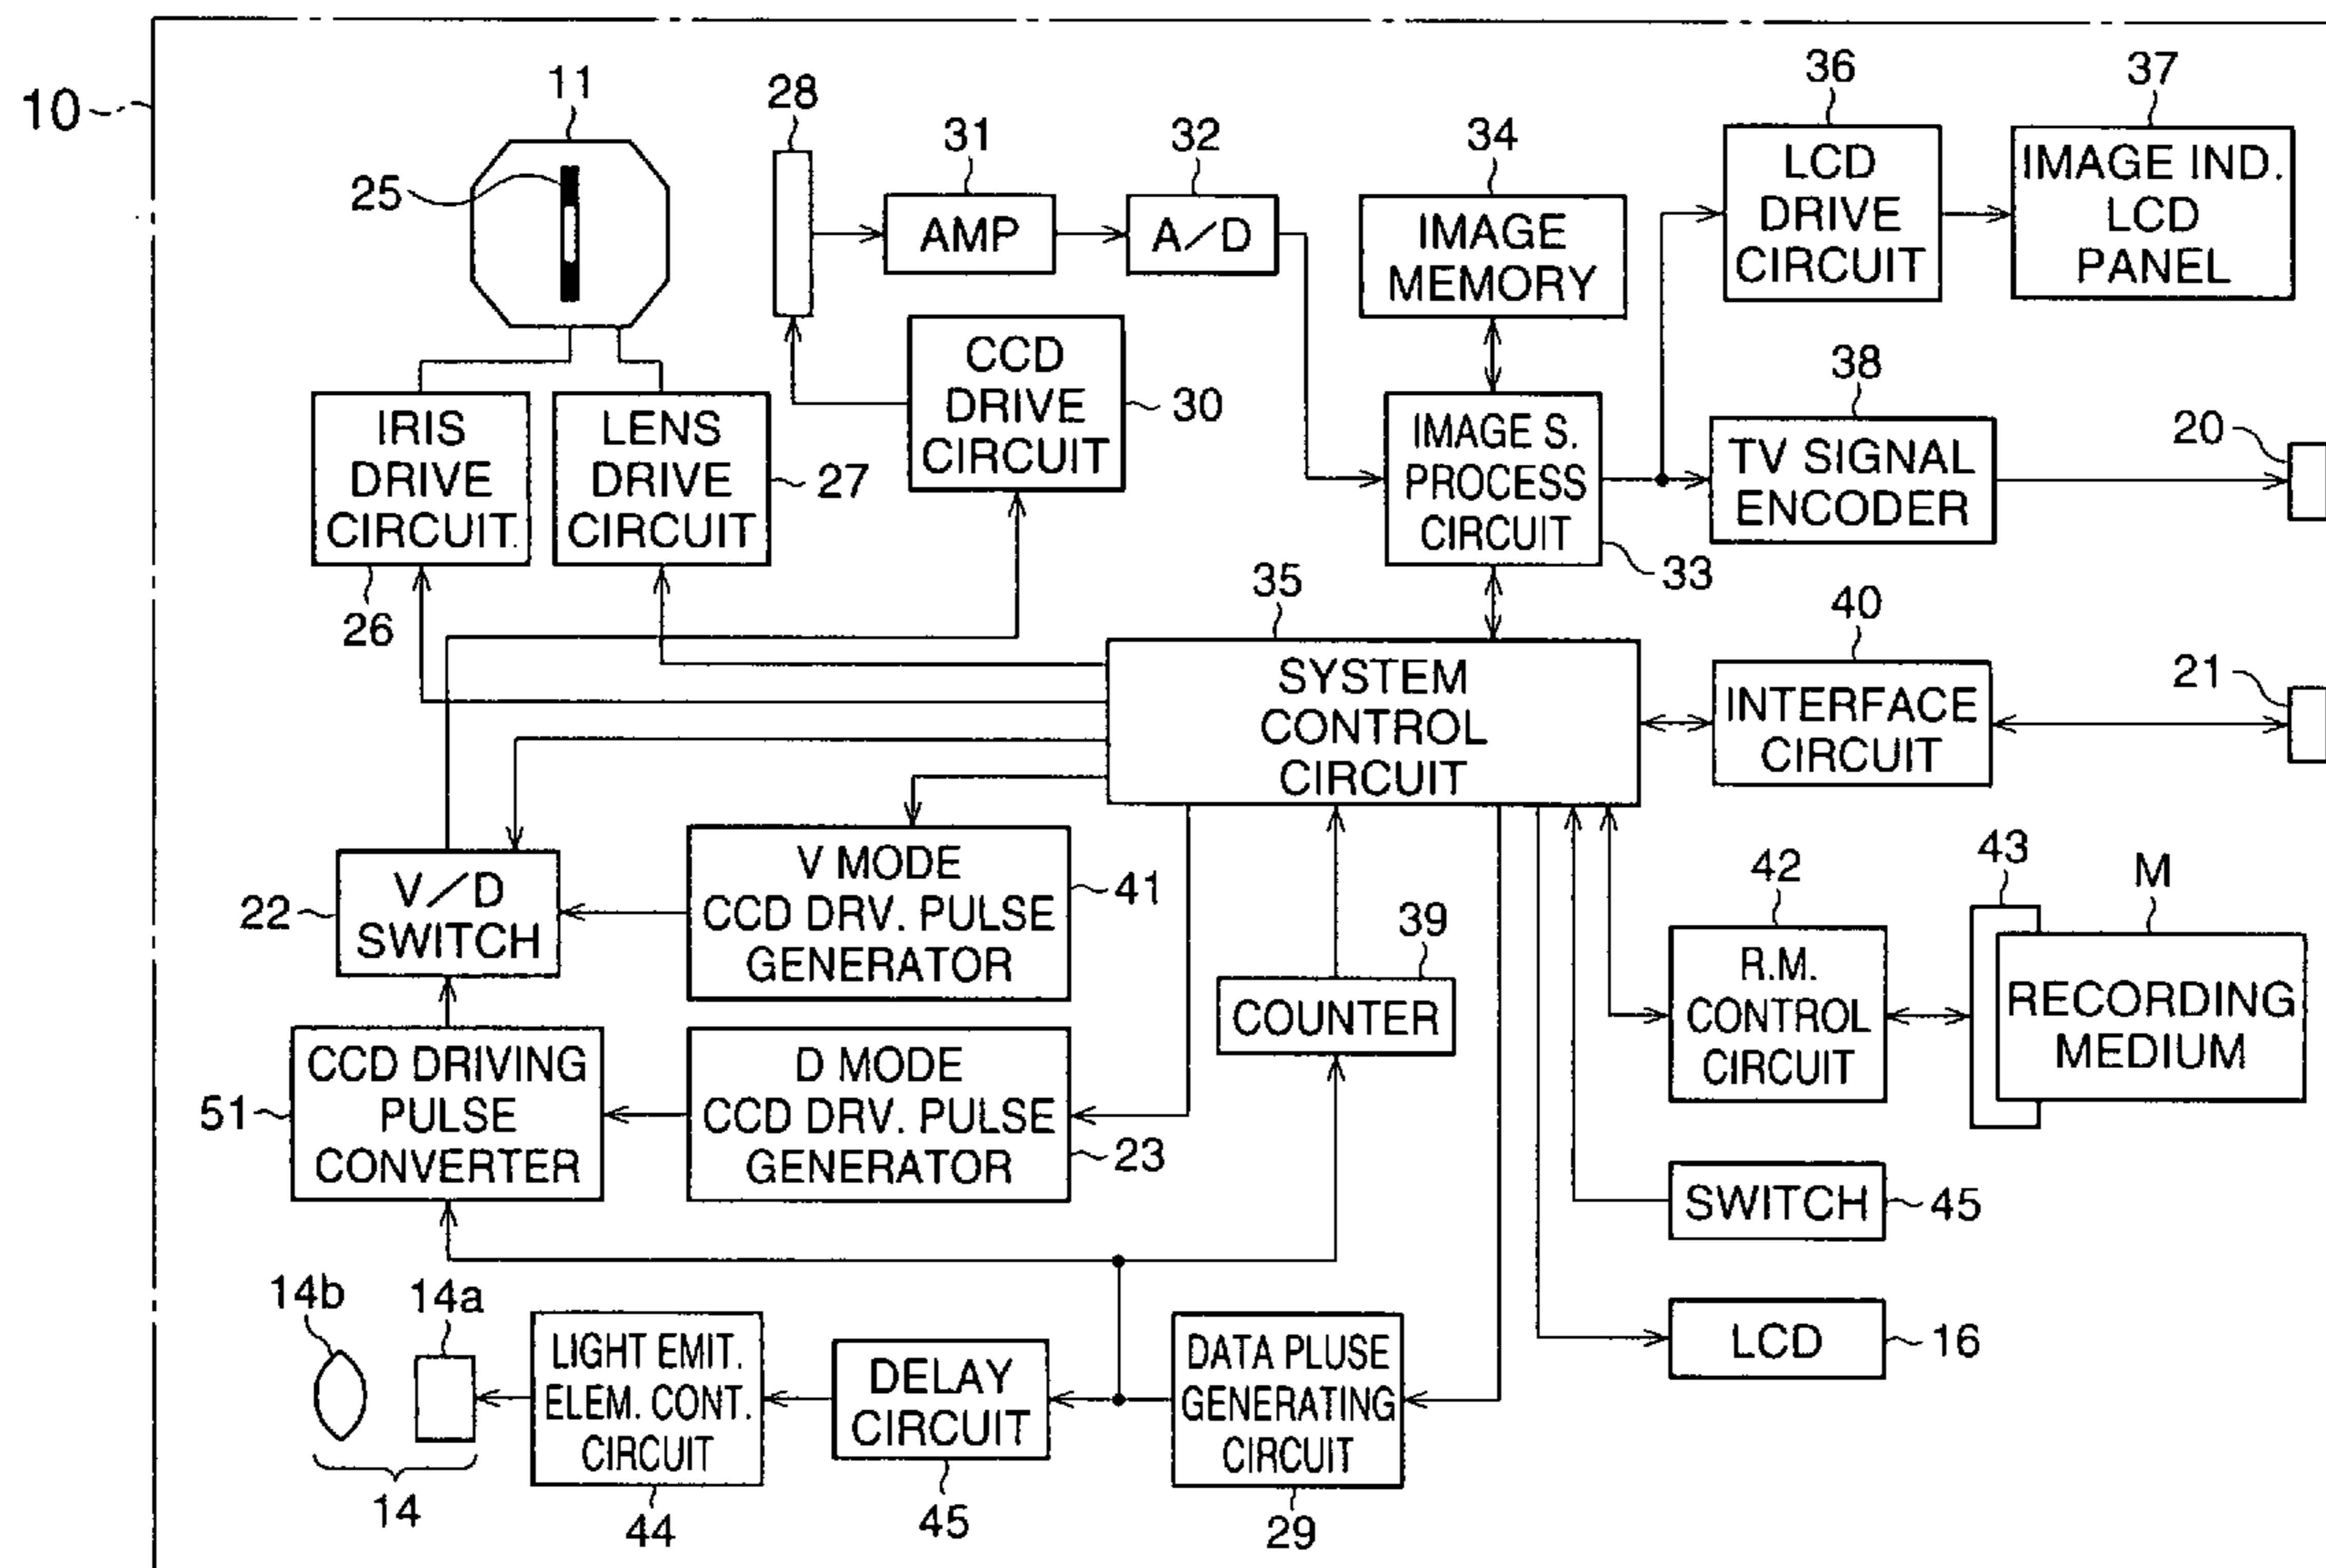 10
11
25
28
31
AMP
32
A/D
34
IMAGE
MEMORY
36
LCD
DRIVE
CIRCUIT
37
IMAGE IND.
LCD
PANEL
IRIS
DRIVE
CIRCUIT
26
LENS
DRIVE
CIRCUIT
27
CCD
DRIVE
CIRCUIT
30
IMAGE S.
PROCESS
CIRCUIT
33
38
TV SIGNAL
ENCODER
20
35
SYSTEM
CONTROL
CIRCUIT
40
INTERFACE
CIRCUIT
21
22
V/D
SWITCH
V MODE
CCD DRV. PULSE
GENERATOR
41
39
COUNTER
42
R.M.
CONTROL
CIRCUIT
43
M
RECORDING
MEDIUM
51
CCD DRIVING
PULSE
CONVERTER
D MODE
CCD DRV. PULSE
GENERATOR
23
SWITCH
45
LCD
16
14b
14a
14
LIGHT EMIT.
ELEM. CONT.
CIRCUIT
44
DELAY
CIRCUIT
45
DATA PLUSE
GENERATING
CIRCUIT
29